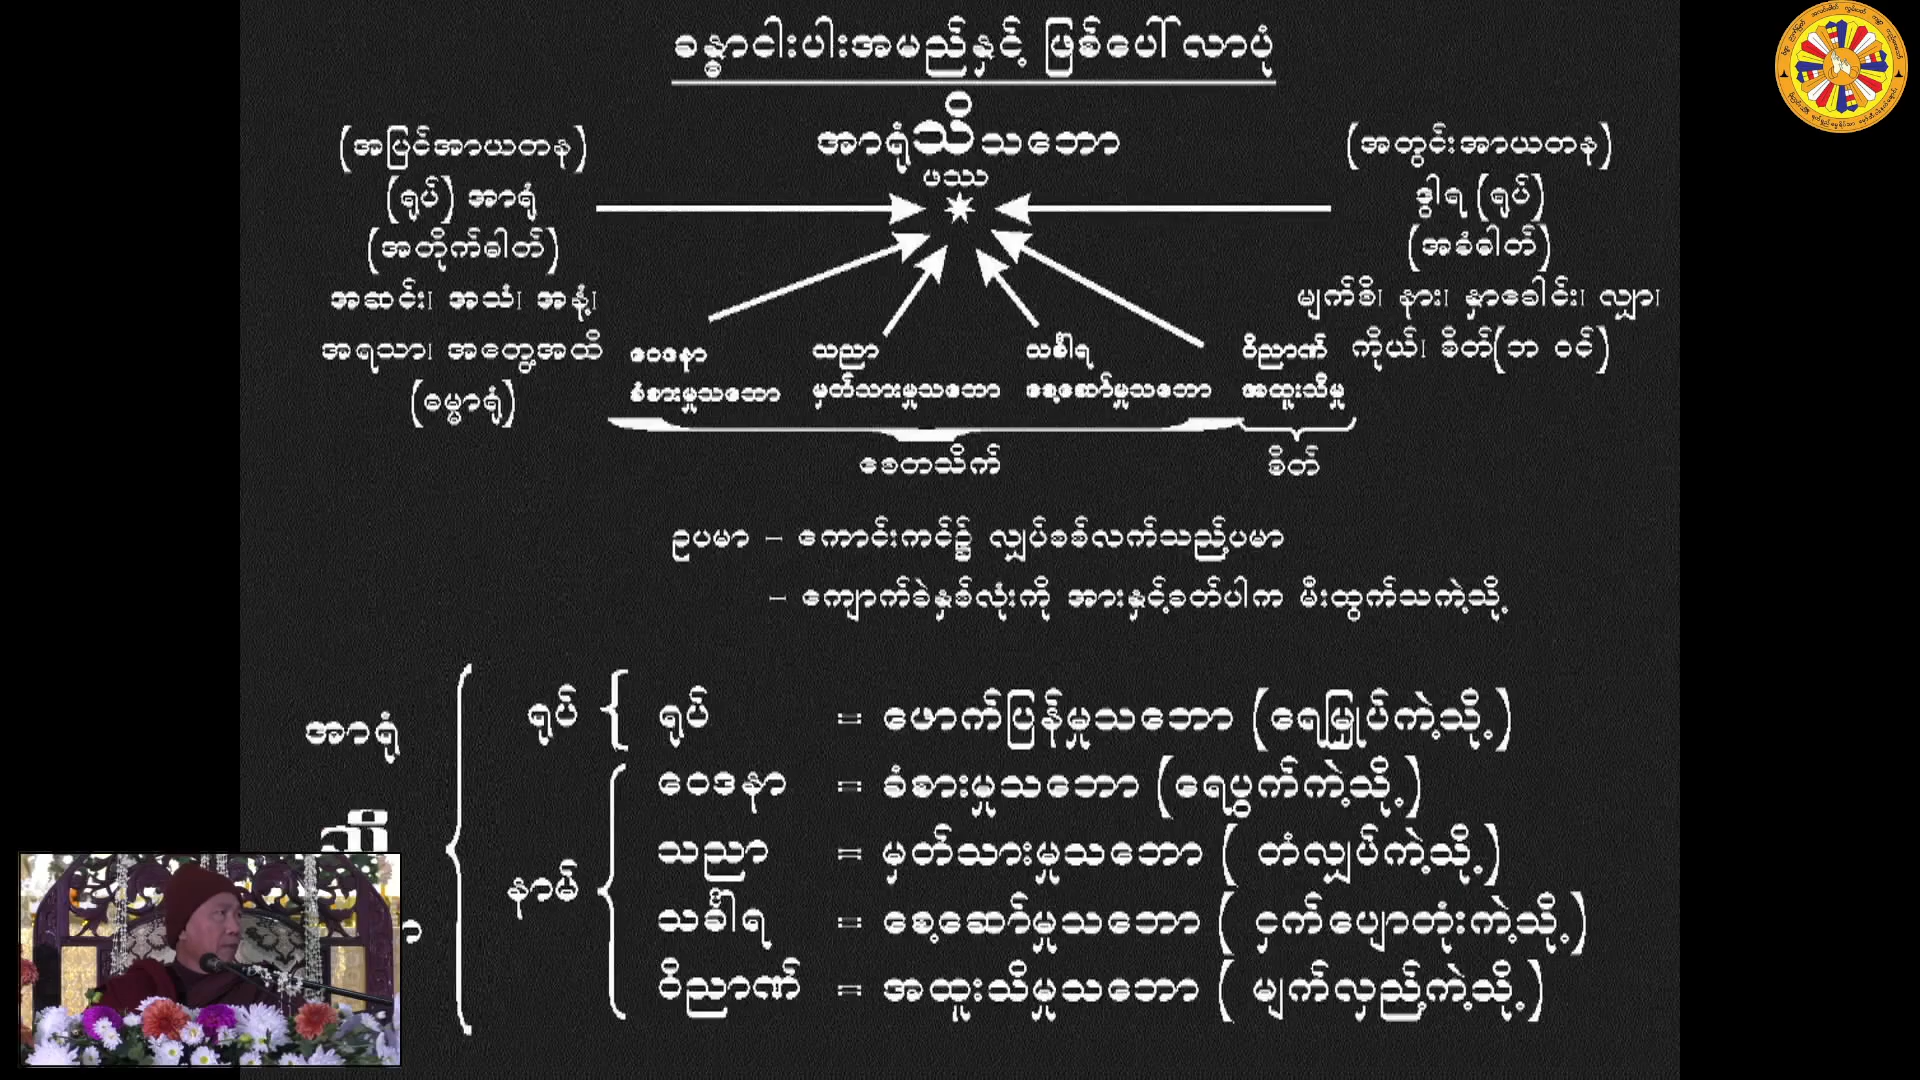 ခန္ဓာငါးပါးအမည်နှင့် ဖြစ်ပေါ်လာပုံ
အာရုံသိသဘော
ဖဿ
(အပြင်အာယတန)
(ရုပ်) အာရုံ
(အတိုက်ဓါတ်)
အဆင်း၊ အသံ၊ အနံ့၊
အရသာ၊ အတွေ့အထိ
(ဓမ္မာရုံ)
(အတွင်းအာယတန)
ဒွါရ (ရုပ်)
(အခံဓါတ်)
မျက်စိ၊ နား၊ နှာခေါင်း၊ လျှာ၊
ကိုယ်၊ စိတ်(ဘ ဝင်)
ဝေဒနာ သညာ သင်္ခါရ ဝိညာဏ်
ခံစားမှုသဘော မှတ်သားမှုသဘော စေ့ဆော်မှုသဘော အထူးသိမှု
စေတသိက် စိတ်
ဥပမာ – ကောင်းကင်၌ လျှပ်စစ်လက်သည့်ပမာ
– ကျောက်ခဲနှစ်လုံးကို အားနှင့်ခတ်ပါက မီးထွက်သကဲ့သို့
အာရုံ
ရုပ် { ရုပ် = ဖောက်ပြန်မှုသဘော (ရေမြှုပ်ကဲ့သို့)
ဝေဒနာ = ခံစားမှုသဘော (ရေပွက်ကဲ့သို့)
သညာ = မှတ်သားမှုသဘော ( တံလျှပ်ကဲ့သို့)
နာမ် { သင်္ခါရ = စေ့ဆော်မှုသဘော ( ငှက်ပျောတုံးကဲ့သို့)
ဝိညာဏ် = အထူးသိမှုသဘော ( မျက်လှည့်ကဲ့သို့)